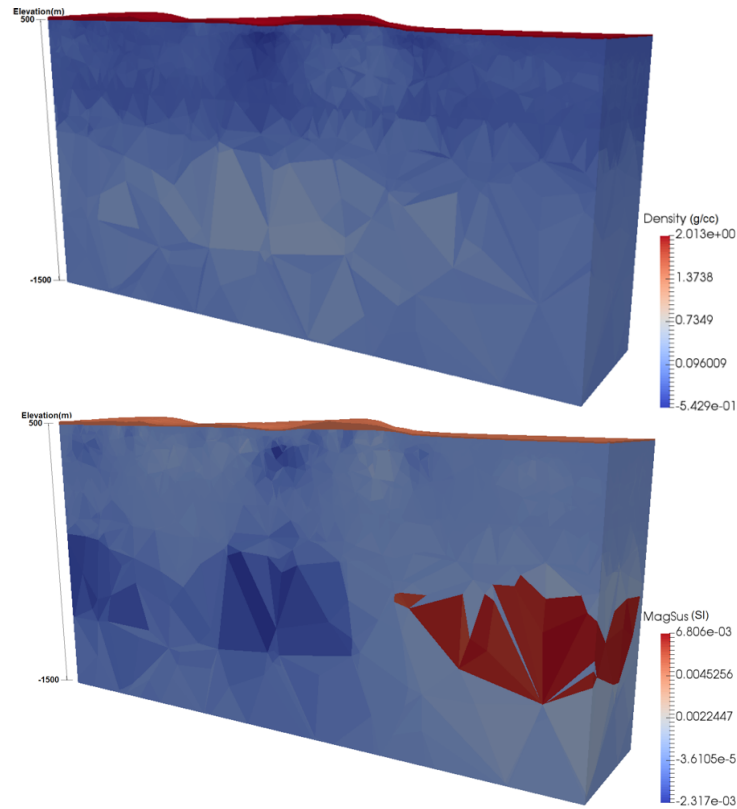 Elevation(m)
500
-1500
Density (g/cc)
2.013e+00
1.3738
0.7349
0.096009
-5.429e-01
Elevation(m)
500
-1500
MagSus (SI)
6.806e-03
0.0045256
0.0022447
-3.6105e-5
-2.317e-03